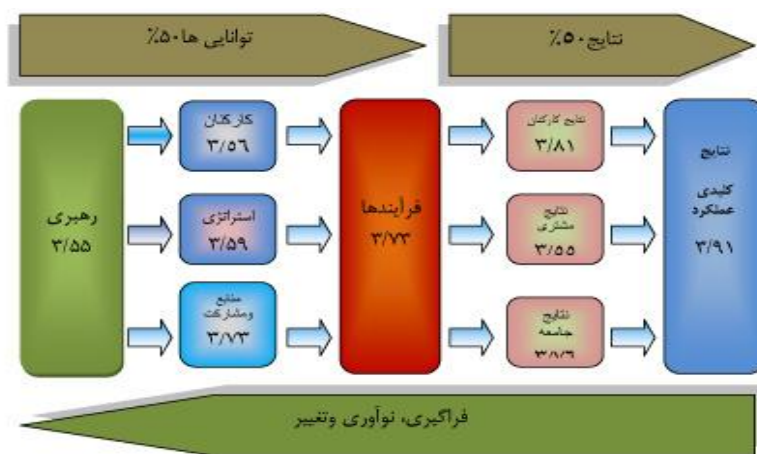 توانایی ها۵۰٪
نتایج۵۰٪
رهبری
۳/۵۵
کارکنان
۳/۵۶
استراتژی
۳/۵۹
منابع
ومشارکت
۳/۷۳
فرآیندها
۳/۷۳
نتایج کارکنان
۳/۸۱
نتایج
مشتری
۳/۵۵
نتایج
جامعه
نتایج
کلیدی
عملکرد
۳/۹۱
فراگیری، نوآوری وتغییر